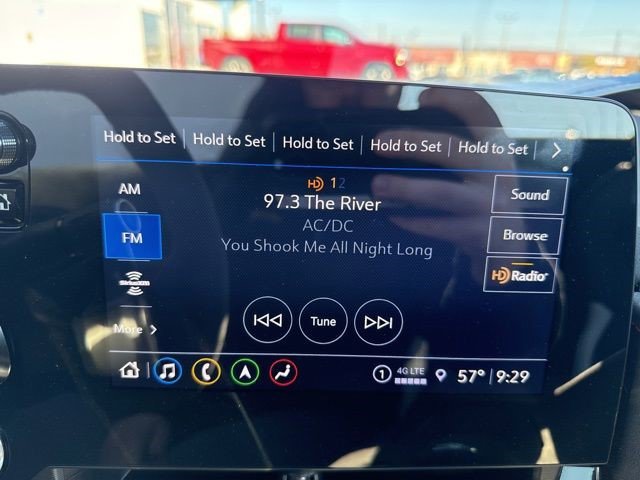 Hold to Set Hold to Set Hold to Set Hold to Set Hold to Set
AM
FM
SiriusXM
More
HD 1 2
97.3 The River
AC/DC
You Shook Me All Night Long
Tune
Sound
Browse
HD Radio
1 4G LTE 57° 9:29